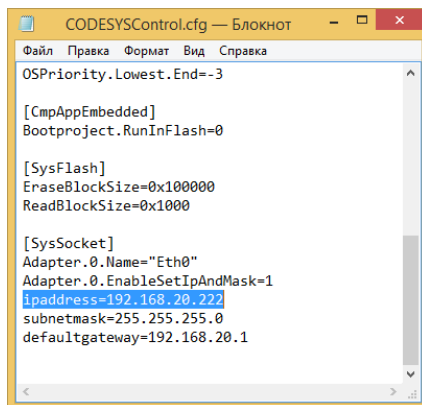 CODESYSControl.cfg — Блокнот
Файл Правка Формат Вид Справка
OSPriority.Lowest.End=-3
[CmpAppEmbedded]
Bootproject.RunInFlash=0
[SysFlash]
EraseBlockSize=0x100000
ReadBlockSize=0x1000
[SysSocket]
Adapter.0.Name="Eth0"
Adapter.0.EnableSetIpAndMask=1
ipaddress=192.168.20.222
subnetmask=255.255.255.0
defaultgateway=192.168.20.1